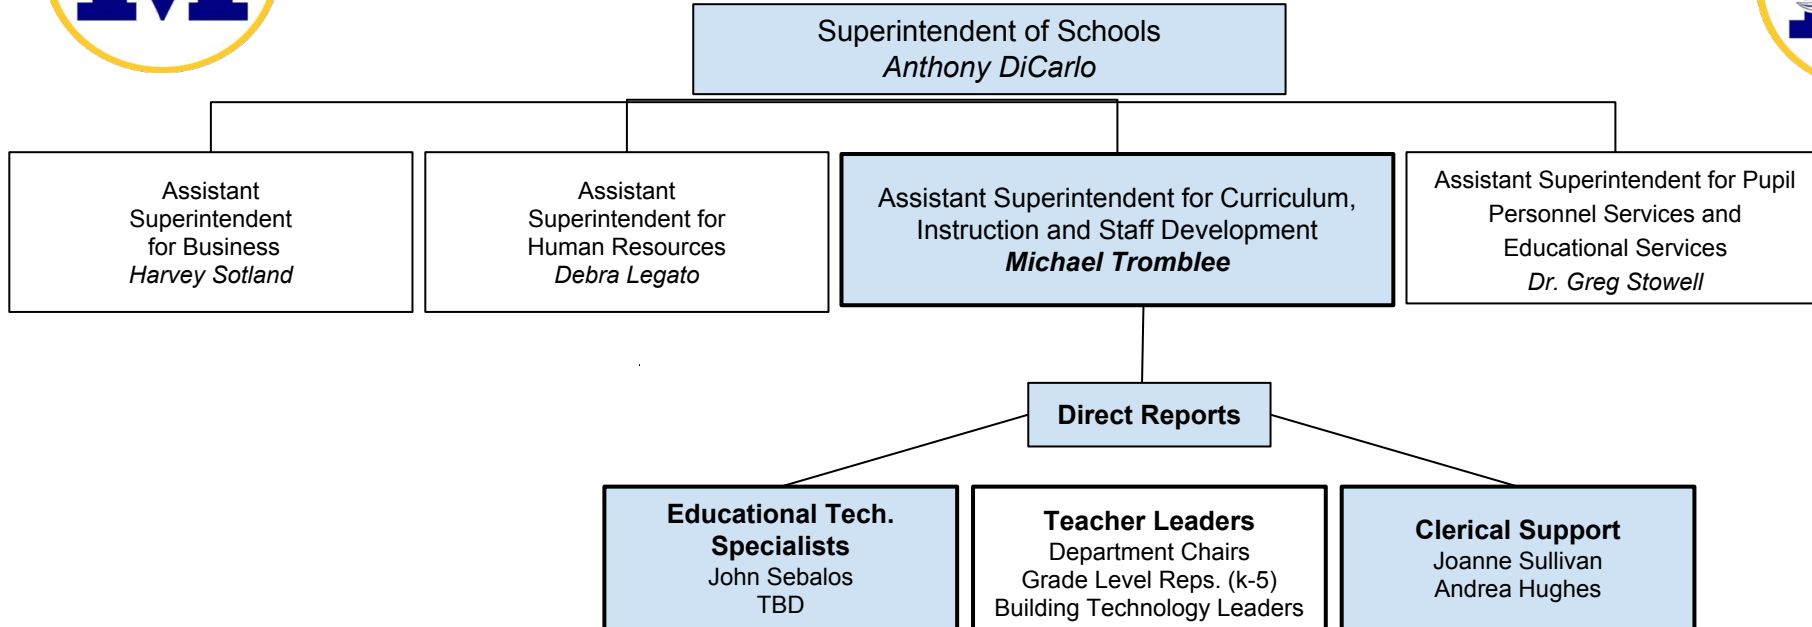 Superintendent of Schools
Anthony DiCarlo
Assistant
Superintendent
for Business
Harvey Sotland
Assistant
Superintendent for
Human Resources
Debra Legato
Assistant Superintendent for Curriculum,
Instruction and Staff Development
Michael Tromblee
Assistant Superintendent for Pupil
Personnel Services and
Educational Services
Dr. Greg Stowell
Direct Reports
Educational Tech.
Specialists
John Sebalos
TBD
Teacher Leaders
Department Chairs
Grade Level Reps. (k-5)
Building Technology Leaders
Clerical Support
Joanne Sullivan
Andrea Hughes